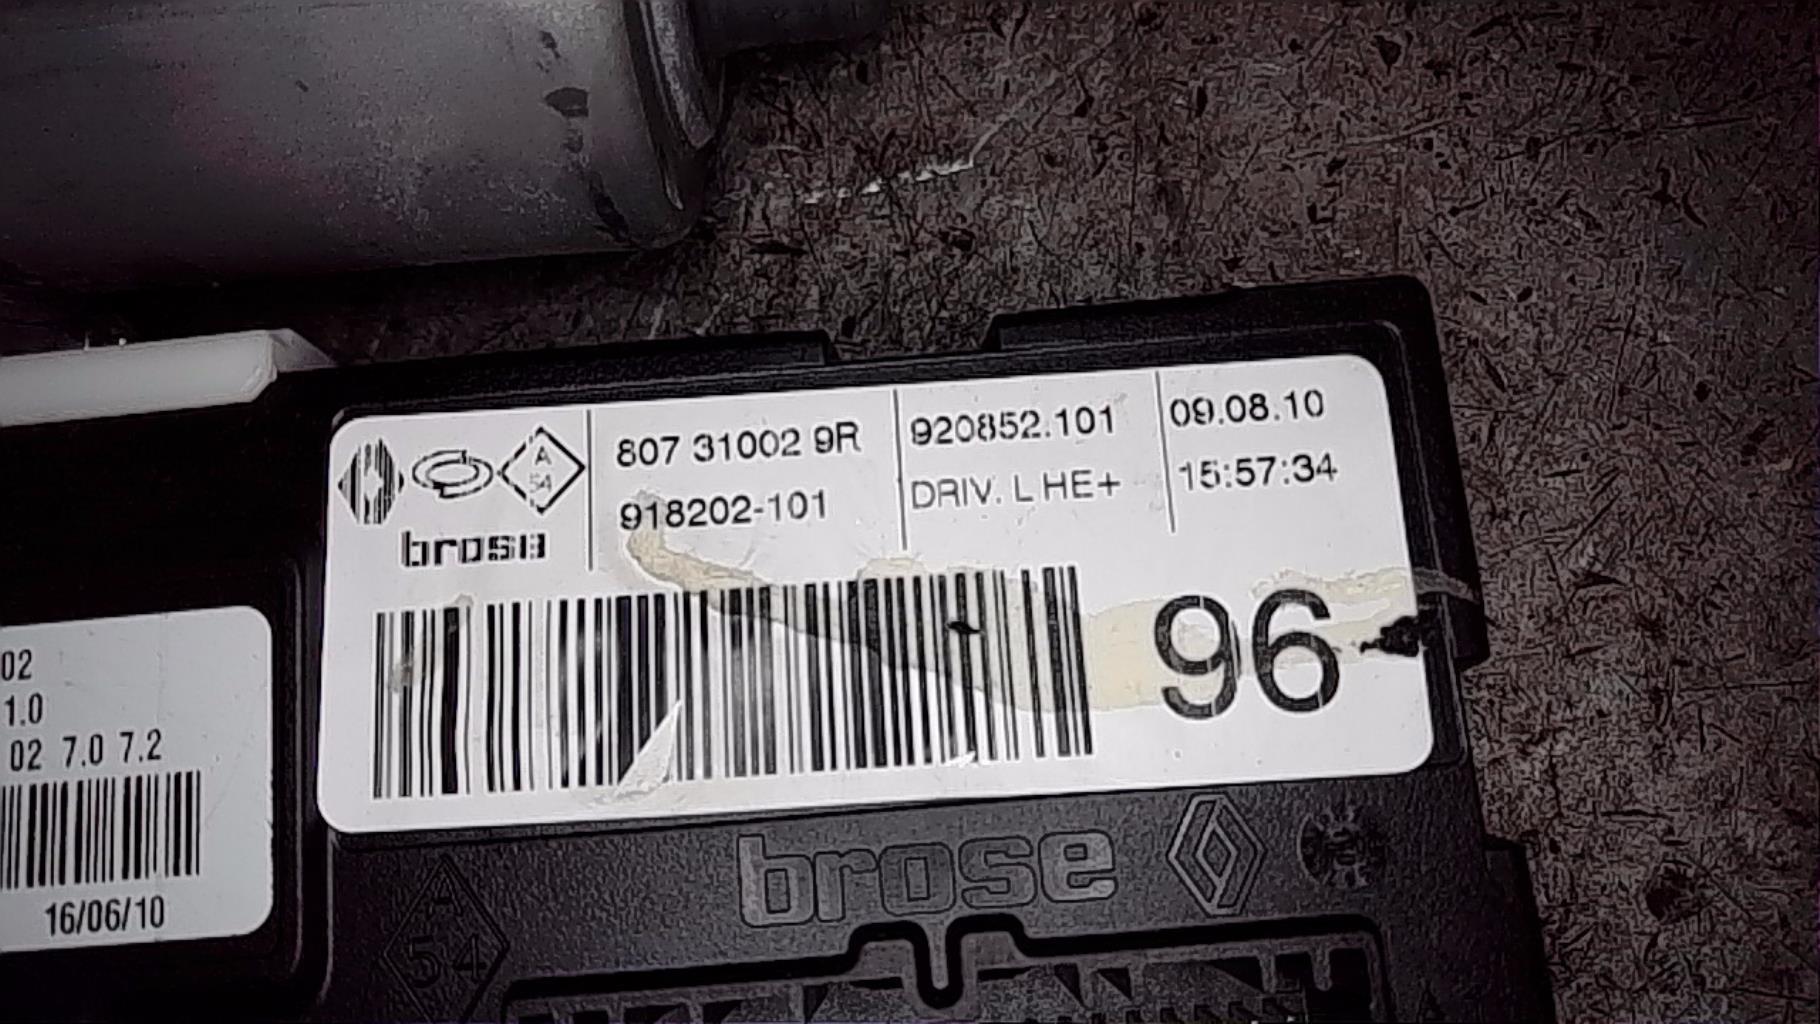 807 31002 9R
918202-101
920852.101
DRIV. L HE+
09.08.10
15:57:34
A
54
brose
96
02
1.0
02 7.0 7.2
16/06/10
brose
A
54